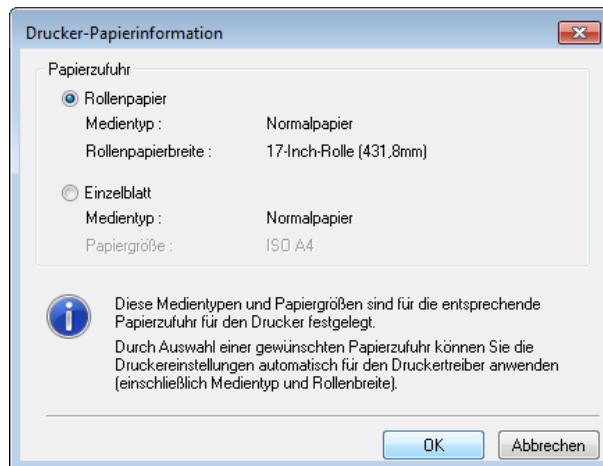 Drucker-Papierinformation
Papierzufuhr
Rollenpapier
Medientyp : Normalpapier
Rollenpapierbreite : 17-Inch-Rolle (431,8mm)
Einzelblatt
Medientyp : Normalpapier
Papiergröße : ISO A4
Diese Medientypen und Papiergrößen sind für die entsprechende
Papierzufuhr für den Drucker festgelegt.
Durch Auswahl einer gewünschten Papierzufuhr können Sie die
Druckereinstellungen automatisch für den Druckertreiber anwenden
(einschließlich Medientyp und Rollenbreite).
OK Abbrechen